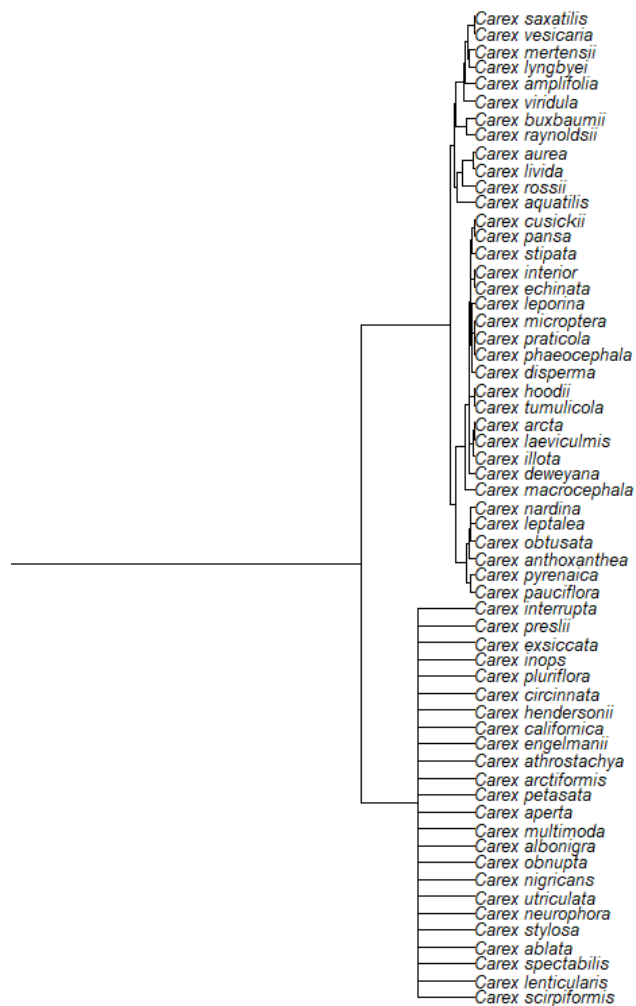 Carex saxatilis
Carex vesicaria
Carex mertensii
Carex lyngbyei
Carex amplifolia
Carex viridula
Carex buxbaumii
Carex raynoldsii
Carex aurea
Carex livida
Carex rossii
Carex aquatilis
Carex cusickii
Carex pansa
Carex stipata
Carex interior
Carex echinata
Carex leporina
Carex microptera
Carex praticola
Carex phaeocephala
Carex disperma
Carex hoodii
Carex tumulicola
Carex arcta
Carex laeviculmis
Carex illota
Carex deweyana
Carex macrocephala
Carex nardina
Carex leptalea
Carex obtusata
Carex anthoxanthea
Carex pyrenaica
Carex pauciflora
Carex interrupta
Carex preslii
Carex exsiccata
Carex inops
Carex pluriflora
Carex circinnata
Carex hendersonii
Carex californica
Carex engelmanii
Carex athrostachya
Carex arctiformis
Carex petasata
Carex aperta
Carex multimoda
Carex albonigra
Carex obnupta
Carex nigricans
Carex utriculata
Carex neurophora
Carex stylosa
Carex ablata
Carex spectabilis
Carex lenticularis
Carex scirpiformis